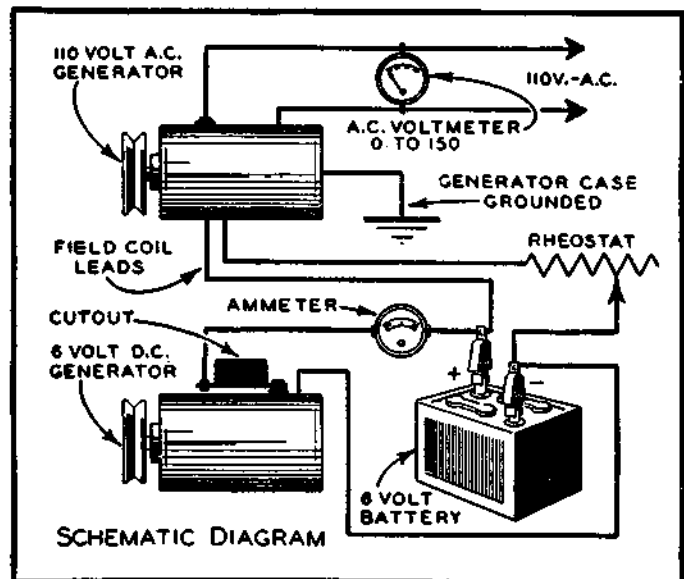 110 VOLT A.C.
GENERATOR
110V.-A.C.
A.C. VOLTMETER
0 TO 150
GENERATOR CASE
GROUNDED
RHEOSTAT
FIELD COIL
LEADS
AMMETER
CUTOUT
6 VOLT D.C.
GENERATOR
+
-
6 VOLT
BATTERY
SCHEMATIC DIAGRAM